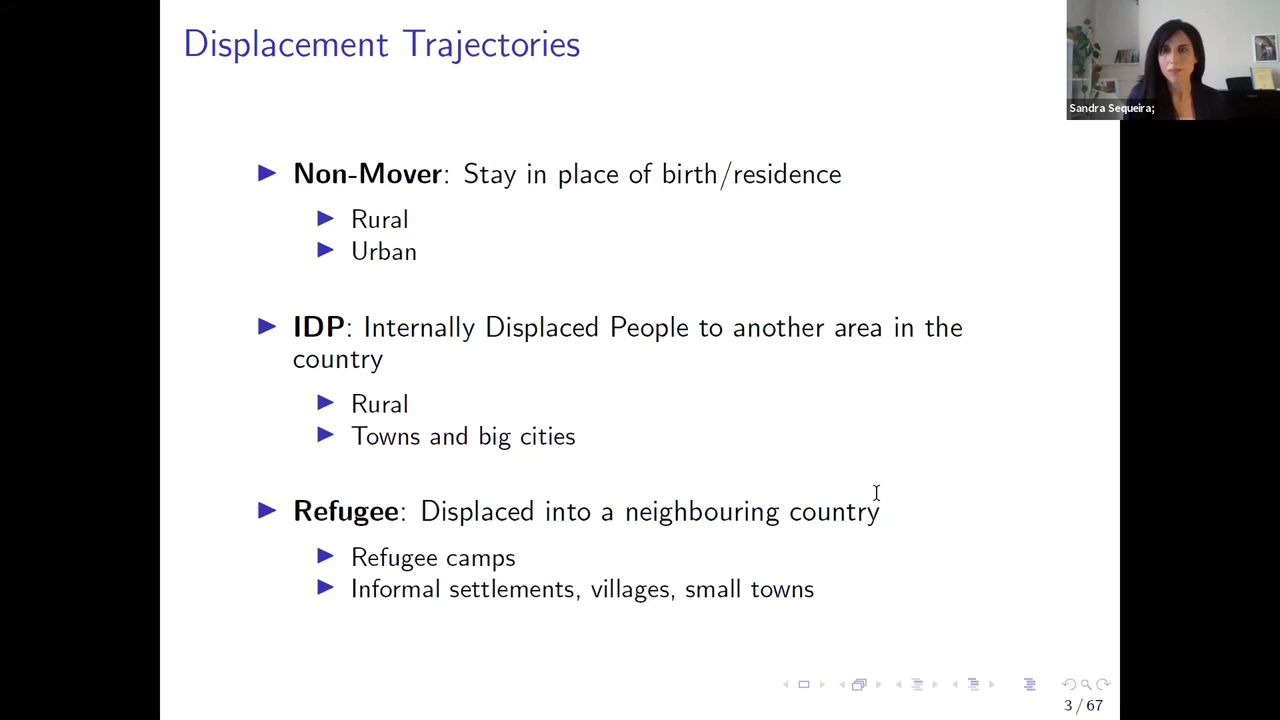 Displacement Trajectories
Sandra Sequeira;
Non-Mover: Stay in place of birth/residence
Rural
Urban
IDP: Internally Displaced People to another area in the
country
Rural
Towns and big cities
Refugee: Displaced into a neighbouring country
Refugee camps
Informal settlements, villages, small towns
3 / 67